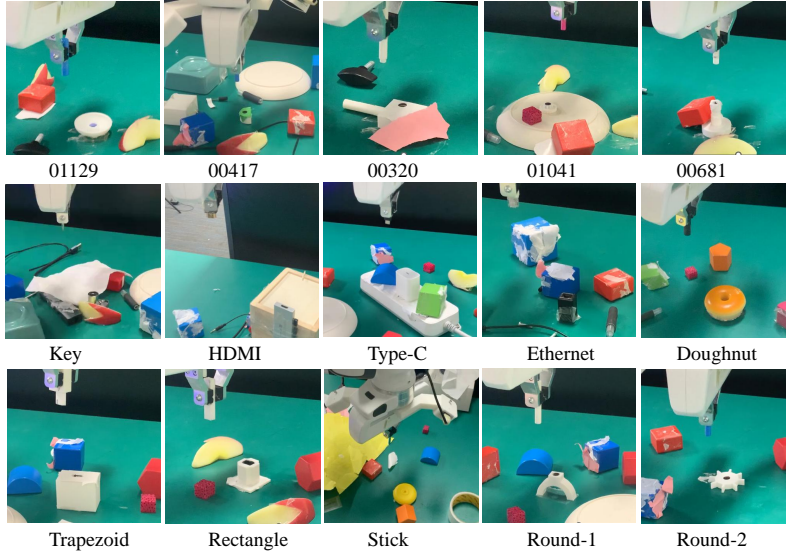 01129 00417 00320 01041 00681
Key HDMI Type-C Ethernet Doughnut
Trapezoid Rectangle Stick Round-1 Round-2